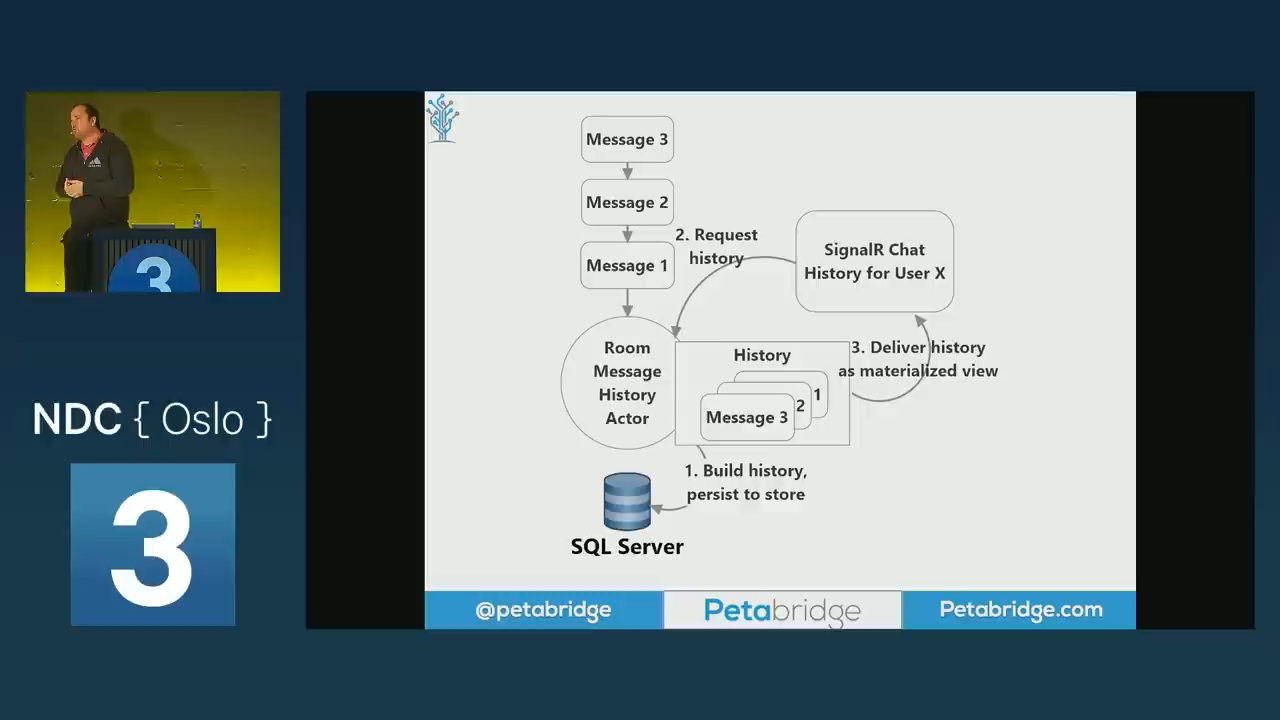 Message 3
Message 2
Message 1
2. Request
history
SignalR Chat
History for User X
Room
Message
History
Actor
History
1
2
Message 3
3. Deliver history
as materialized view
1. Build history,
persist to store
SQL Server
@petabridge
Petabridge
Petabridge.com
3
NDC { Oslo }
3